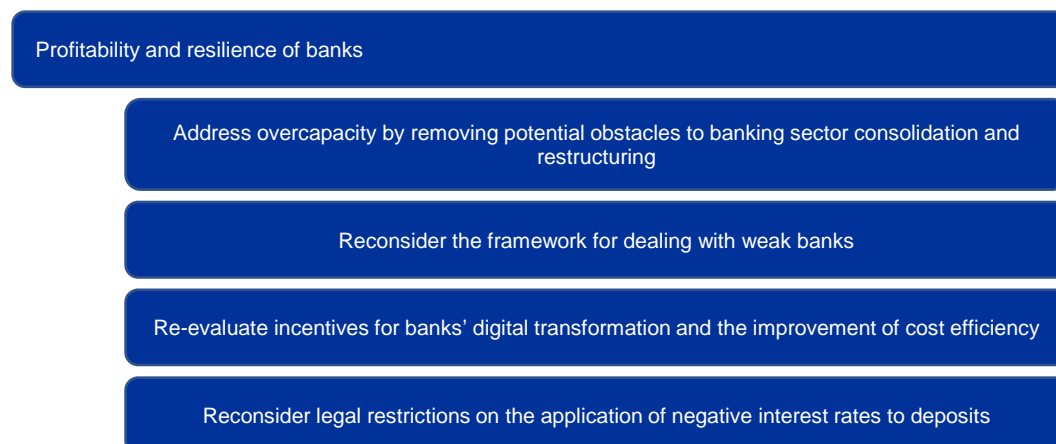 Profitability and resilience of banks
Address overcapacity by removing potential obstacles to banking sector consolidation and
restructuring
Reconsider the framework for dealing with weak banks
Re-evaluate incentives for banks’ digital transformation and the improvement of cost efficiency
Reconsider legal restrictions on the application of negative interest rates to deposits